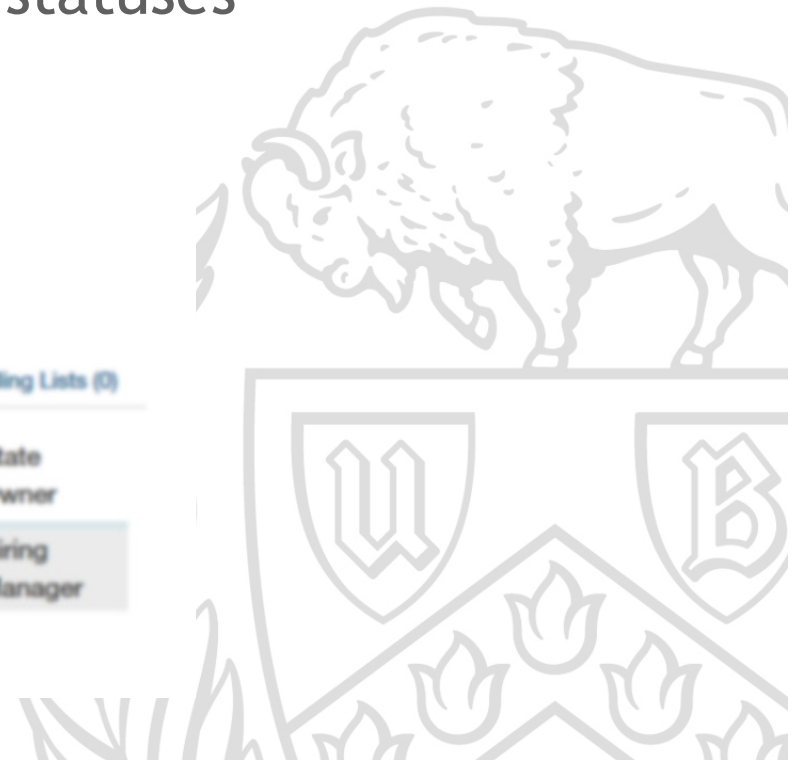 statuses
ling Lists (0)
tate
wner
iring
lanager
U B